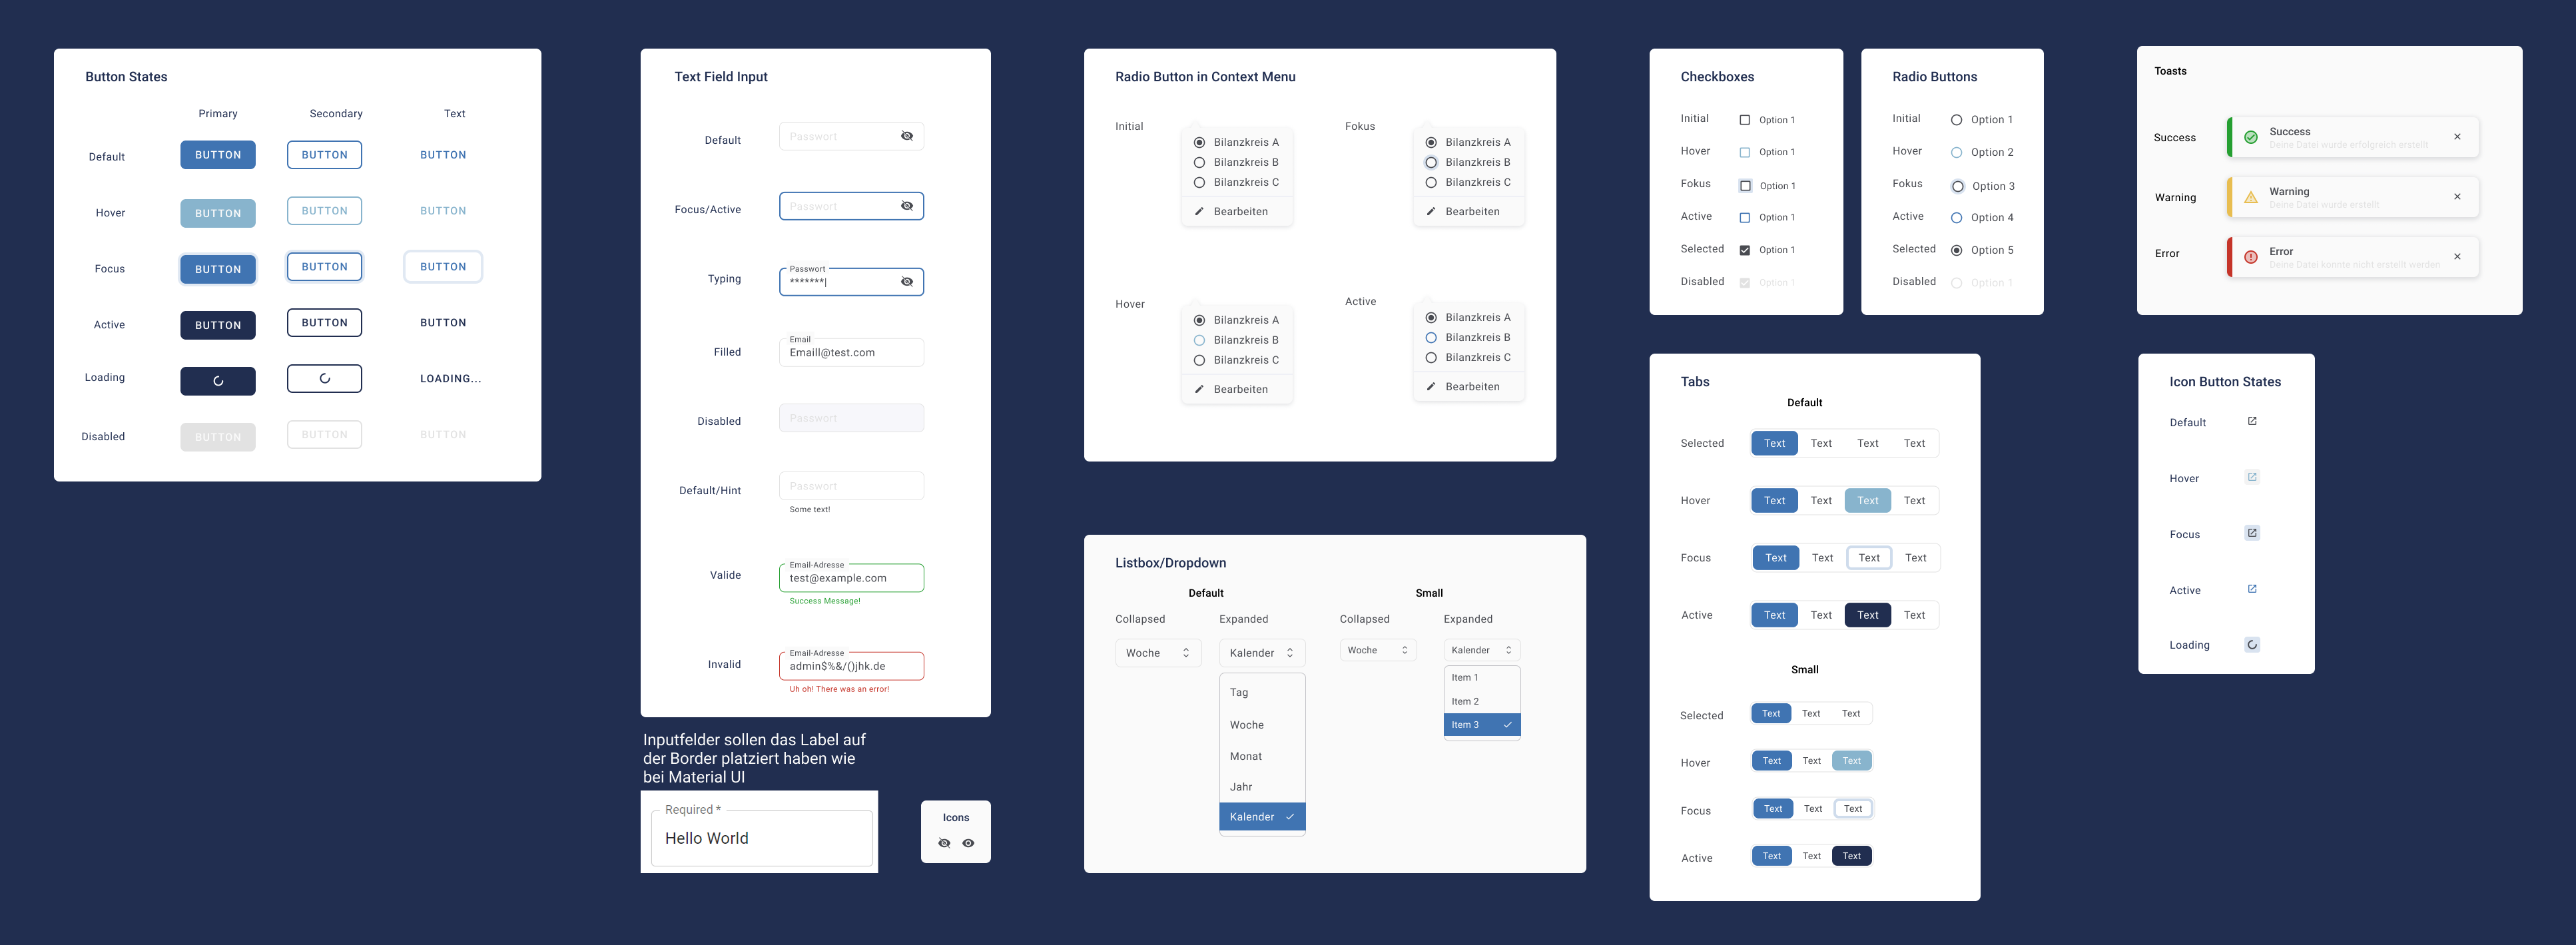 Button States
Primary Secondary Text
Default BUTTON BUTTON BUTTON
Hover BUTTON BUTTON BUTTON
Focus BUTTON BUTTON BUTTON
Active BUTTON BUTTON BUTTON
Loading LOADING...
Disabled BUTTON BUTTON BUTTON
Text Field Input
Default Passwort
Focus/Active Passwort
Passwort
Typing *******|
Email
Filled Emaill@test.com
Disabled Passwort
Default/Hint Passwort
Some text!
Email-Adresse
Valide test@example.com
Success Message!
Email-Adresse
Invalid admin$%&/()jhk.de
Uh oh! There was an error!
Inputfelder sollen das Label auf
der Border platziert haben wie
bei Material UI
Required *
Hello World
Icons
Radio Button in Context Menu
Initial
Bilanzkreis A
Bilanzkreis B
Bilanzkreis C
Bearbeiten
Fokus
Bilanzkreis A
Bilanzkreis B
Bilanzkreis C
Bearbeiten
Hover
Bilanzkreis A
Bilanzkreis B
Bilanzkreis C
Bearbeiten
Active
Bilanzkreis A
Bilanzkreis B
Bilanzkreis C
Bearbeiten
Listbox/Dropdown
Default
Collapsed Expanded
Woche Kalender
Tag
Woche
Monat
Jahr
Kalender
Small
Collapsed Expanded
Woche Kalender
Item 1
Item 2
Item 3
Checkboxes
Initial Option 1
Hover Option 1
Fokus Option 1
Active Option 1
Selected Option 1
Disabled Option 1
Radio Buttons
Initial Option 1
Hover Option 2
Fokus Option 3
Active Option 4
Selected Option 5
Disabled Option 1
Tabs
Default
Selected Text Text Text Text
Hover Text Text Text Text
Focus Text Text Text Text
Active Text Text Text Text
Small
Selected Text Text Text
Hover Text Text Text
Focus Text Text Text
Active Text Text Text
Toasts
Success Success
Deine Datei wurde erfolgreich erstellt
Warning Warning
Deine Datei wurde erstellt
Error Error
Deine Datei konnte nicht erstellt werden
Icon Button States
Default
Hover
Focus
Active
Loading